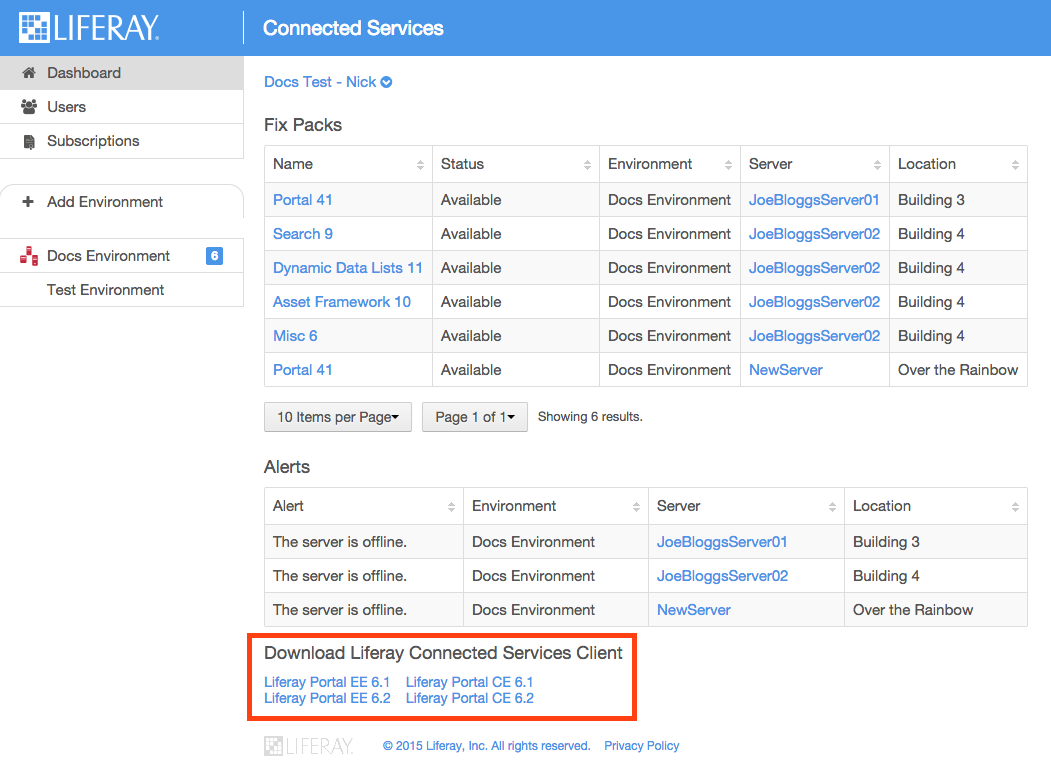 LIFERAY. Connected Services
Dashboard
Users
Subscriptions
Add Environment
Docs Environment 6
Test Environment
Docs Test - Nick
Fix Packs
Name Status Environment Server Location
Portal 41 Available Docs Environment JoeBloggsServer01 Building 3
Search 9 Available Docs Environment JoeBloggsServer02 Building 4
Dynamic Data Lists 11 Available Docs Environment JoeBloggsServer02 Building 4
Asset Framework 10 Available Docs Environment JoeBloggsServer02 Building 4
Misc 6 Available Docs Environment JoeBloggsServer02 Building 4
Portal 41 Available Docs Environment NewServer Over the Rainbow
10 Items per Page Page 1 of 1 Showing 6 results.
Alerts
Alert Environment Server Location
The server is offline. Docs Environment JoeBloggsServer01 Building 3
The server is offline. Docs Environment JoeBloggsServer02 Building 4
The server is offline. Docs Environment NewServer Over the Rainbow
Download Liferay Connected Services Client
Liferay Portal EE 6.1 Liferay Portal CE 6.1
Liferay Portal EE 6.2 Liferay Portal CE 6.2
LIFERAY. © 2015 Liferay, Inc. All rights reserved. Privacy Policy